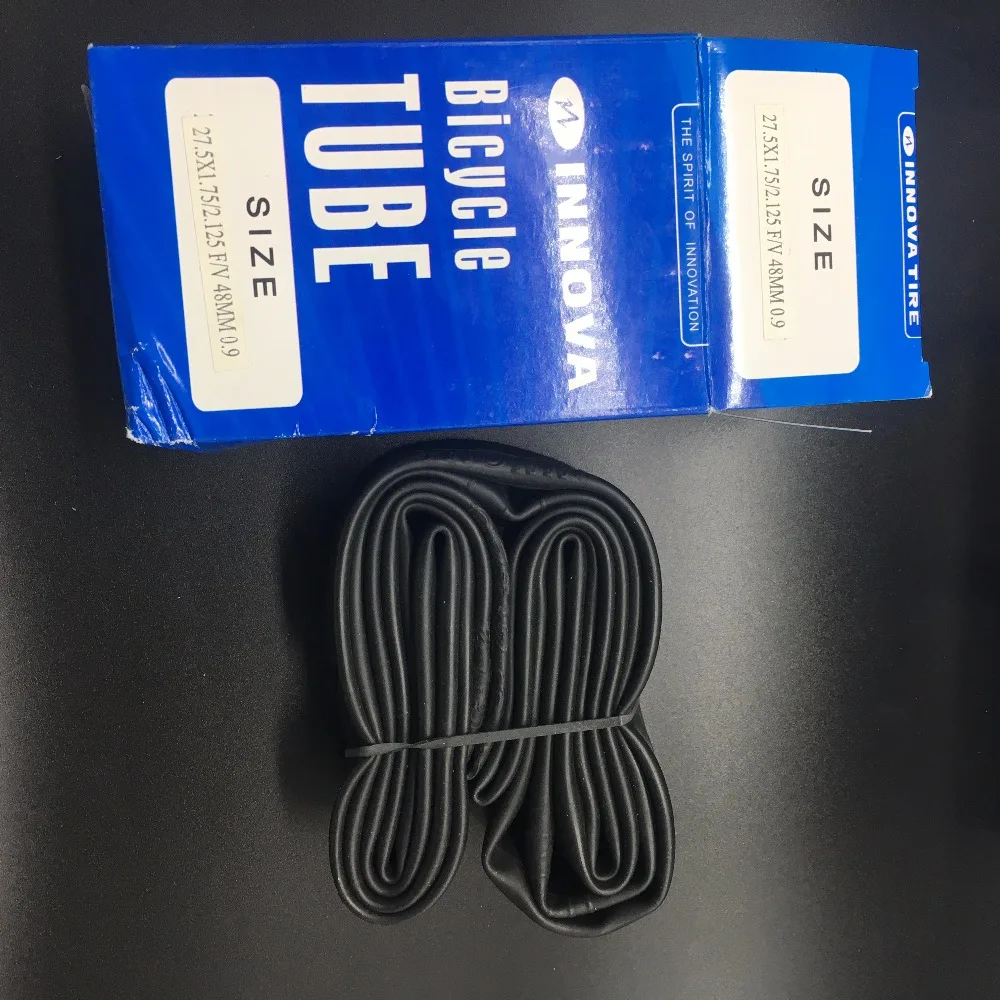 THE SPIRIT OF INNOVATION
INNOVA
Bicycle
TUBE
SIZE
27.5X1.75/2.125 F/V 48MM 0.9
INNOVA TIRE
SIZE
27.5X1.75/2.125 F/V 48MM 0.9